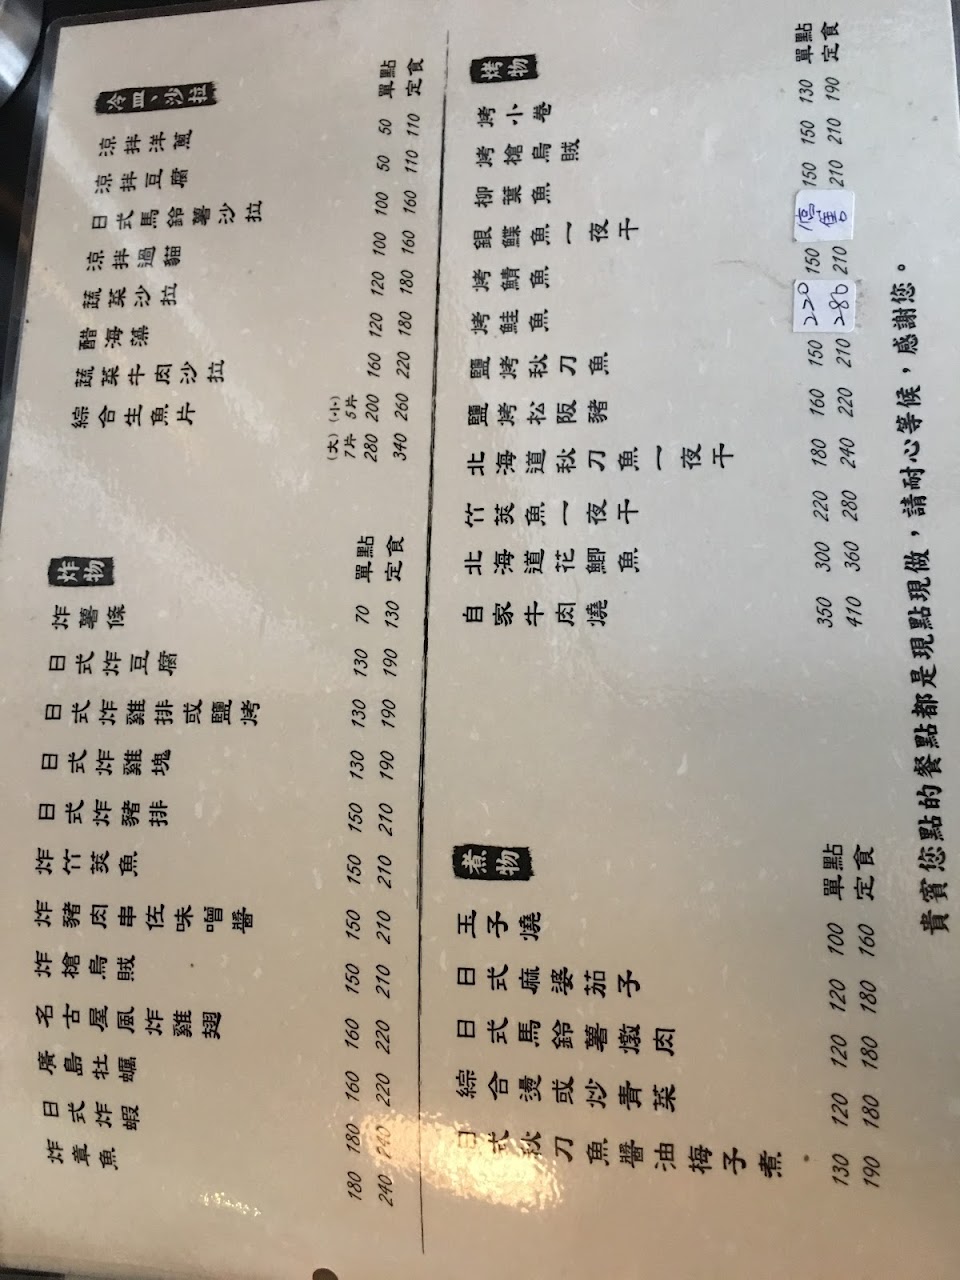 冷皿、沙拉 單點 定食
涼拌洋蔥 50 110
涼拌豆腐 50 110
日式馬鈴薯沙拉 100 160
涼拌過貓 100 160
蔬菜沙拉 120 180
醋海藻 120 180
蔬菜牛肉沙拉 160 220
綜合生魚片 (小) 5片 200 260
(大) 7片 280 340
炸物 單點 定食
炸薯條 70 130
日式炸豆腐 130 190
日式炸雞排或鹽烤 130 190
日式炸雞塊 130 190
日式炸豬排 150 210
炸竹莢魚 150 210
炸豬肉串佐味噌醬 150 210
炸槍烏賊 150 210
名古屋風炸雞翅 160 220
廣島牡蠣 160 220
日式炸蝦 180 240
炸章魚 180 240
烤物 單點 定食
烤小卷 130 190
烤槍烏賊 150 210
柳葉魚 150 210
銀鰈魚一夜干 停售
烤鯖魚 150 210
烤鮭魚 220 280
鹽烤秋刀魚 150 210
鹽烤松阪豬 160 220
北海道秋刀魚一夜干 180 240
竹莢魚一夜干 220 280
北海道花鯽魚 300 360
自家牛肉燒 350 410
煮物 單點 定食
玉子燒 100 160
日式麻婆茄子 120 180
日式馬鈴薯燉肉 120 180
綜合燙或炒青菜 120 180
日式秋刀魚醬油梅子煮 130 190
貴賓您點的餐點都是現點現做，請耐心等候，感謝您。